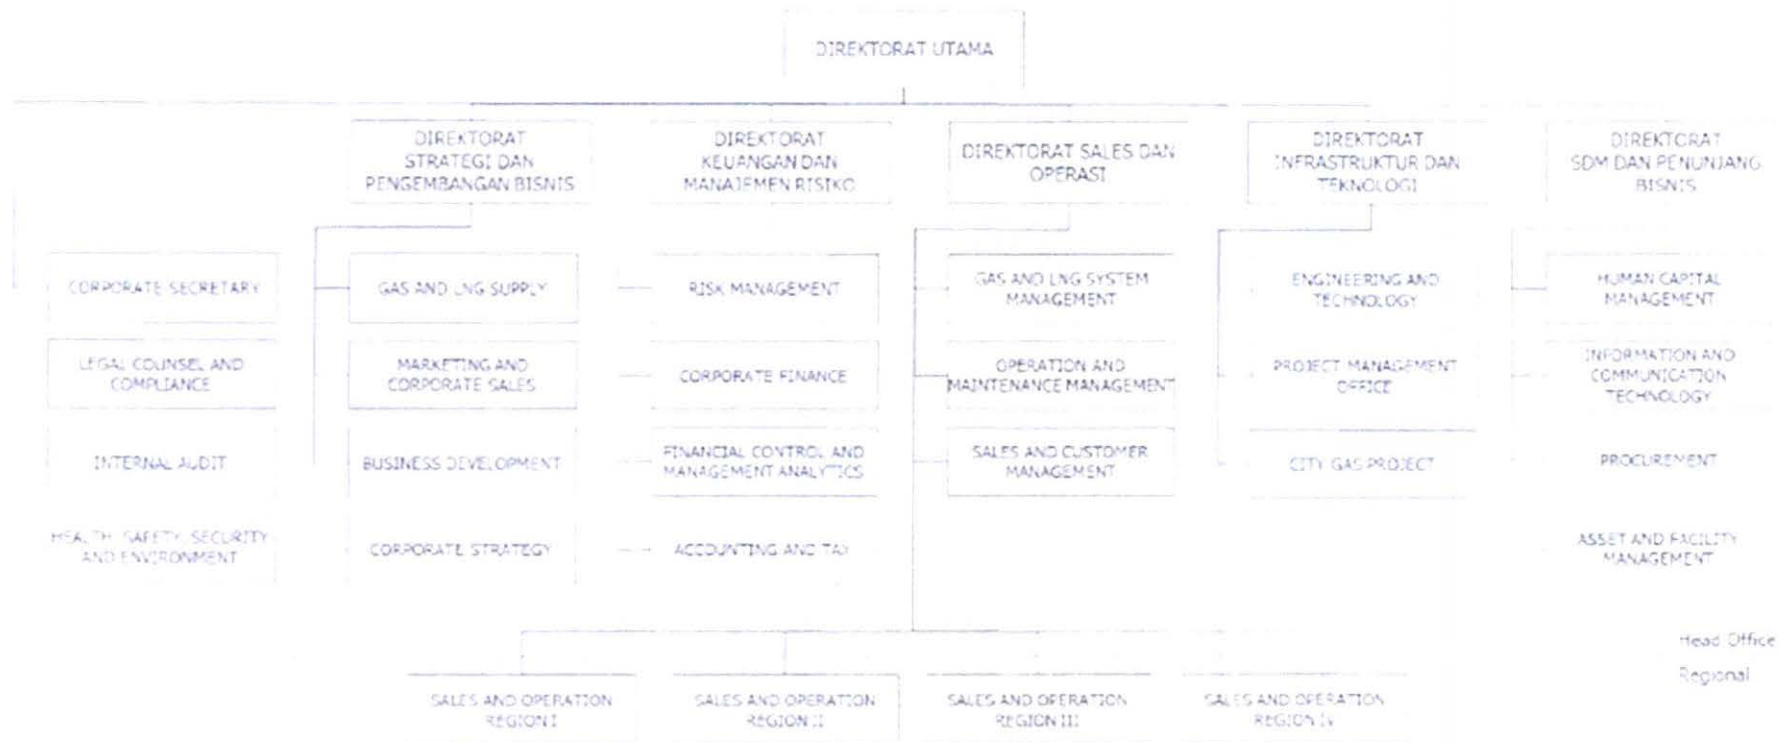 DIREKTORAT UTAMA
DIREKTORAT
STRATEGI DAN
PENGEMBANGAN BISNIS
DIREKTORAT
KEUANGAN DAN
MANAJEMEN RISIKO
DIREKTORAT SALES DAN
OPERASI
DIREKTORAT
INFRASTRUKTUR DAN
TEKNOLOGI
DIREKTORAT
SDM DAN PENUNJANG
BISNIS
CORPORATE SECRETARY
GAS AND LNG SUPPLY
RISK MANAGEMENT
GAS AND LNG SYSTEM
MANAGEMENT
ENGINEERING AND
TECHNOLOGY
HUMAN CAPITAL
MANAGEMENT
LEGAL COUNSEL AND
COMPLIANCE
MARKETING AND
CORPORATE SALES
CORPORATE FINANCE
OPERATION AND
MAINTENANCE MANAGEMENT
PROJECT MANAGEMENT
OFFICE
INFORMATION AND
COMMUNICATION
TECHNOLOGY
INTERNAL AUDIT
BUSINESS DEVELOPMENT
FINANCIAL CONTROL AND
MANAGEMENT ANALYTICS
SALES AND CUSTOMER
MANAGEMENT
CITY GAS PROJECT
PROCUREMENT
HEALTH, SAFETY, SECURITY
AND ENVIRONMENT
CORPORATE STRATEGY
ACCOUNTING AND TAX
ASSET AND FACILITY
MANAGEMENT
Head Office
Regional
SALES AND OPERATION
REGION I
SALES AND OPERATION
REGION II
SALES AND OPERATION
REGION III
SALES AND OPERATION
REGION IV